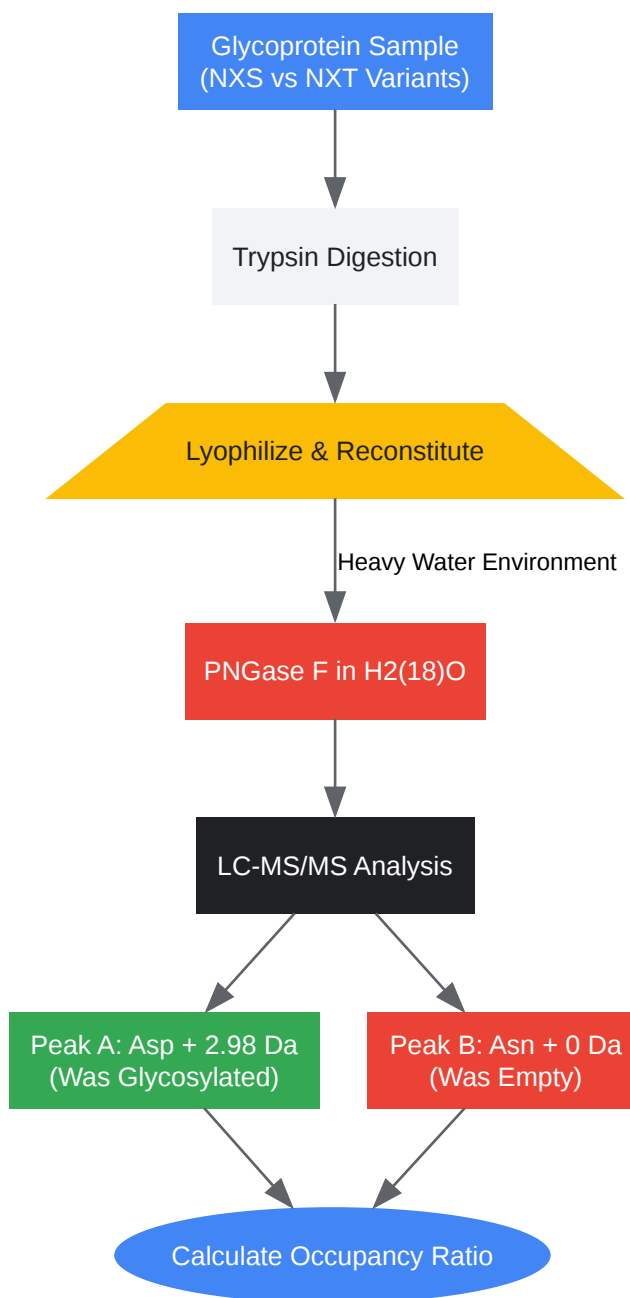 Glycoprotein Sample
(NXS vs NXT Variants)
Trypsin Digestion
Lyophilize & Reconstitute
Heavy Water Environment
PNGase F in H2(18)O
LC-MS/MS Analysis
Peak A: Asp + 2.98 Da
(Was Glycosylated)
Peak B: Asn + 0 Da
(Was Empty)
Calculate Occupancy Ratio